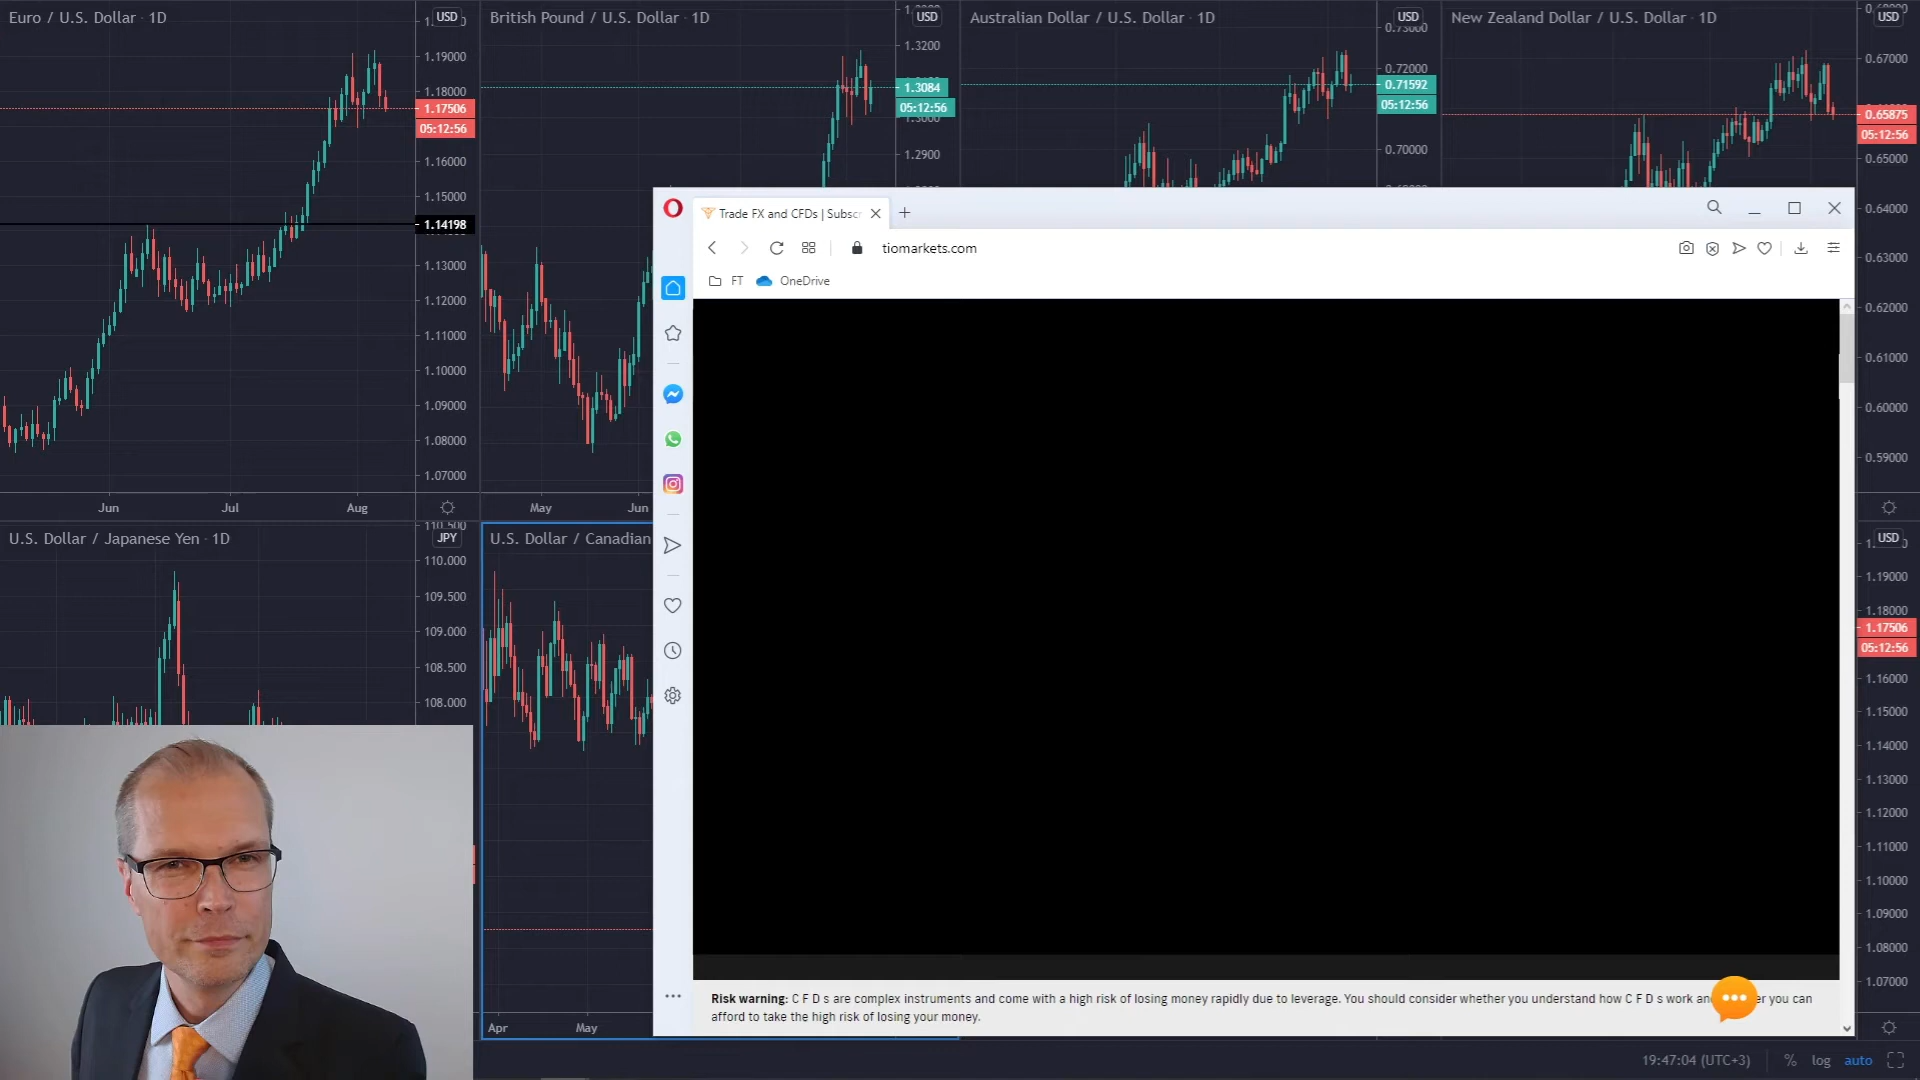 Euro / U.S. Dollar · 1D
USD
1.19000
1.18000
1.17506
05:12:56
1.16000
1.15000
1.14198
1.13000
1.12000
1.11000
1.10000
1.09000
1.08000
1.07000
Jun Jul Aug
British Pound / U.S. Dollar · 1D
USD
1.3200
1.3084
05:12:56
1.3000
1.2900
May Jun
Australian Dollar / U.S. Dollar · 1D
USD
0.73000
0.72000
0.71592
05:12:56
0.70000
New Zealand Dollar / U.S. Dollar · 1D
USD
0.67000
0.65875
05:12:56
0.65000
0.64000
0.63000
0.62000
0.61000
0.60000
0.59000
Trade FX and CFDs | Subsc
tiomarkets.com
FT OneDrive
Risk warning: C F D s are complex instruments and come with a high risk of losing money rapidly due to leverage. You should consider whether you understand how C F D s work an er you can
afford to take the high risk of losing your money.
U.S. Dollar / Japanese Yen · 1D
110.500
JPY
110.000
109.500
109.000
108.500
108.000
U.S. Dollar / Canadian
Apr May
USD
1.19000
1.18000
1.17506
05:12:56
1.16000
1.15000
1.14000
1.13000
1.12000
1.11000
1.10000
1.09000
1.08000
1.07000
19:47:04 (UTC+3) % log auto